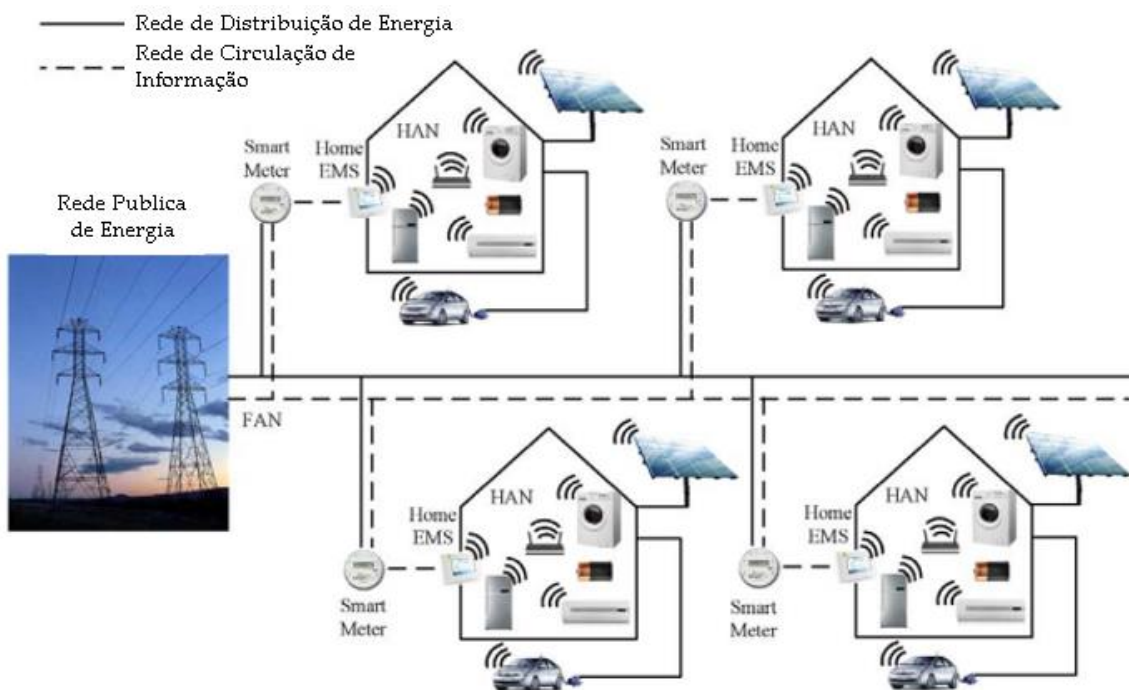 Rede de Distribuição de Energia
Rede de Circulação de
Informação
HAN
Smart
Meter
Home
EMS
HAN
Smart
Meter
Home
EMS
Rede Publica
de Energia
FAN
HAN
Home
EMS
Smart
Meter
HAN
Home
EMS
Smart
Meter